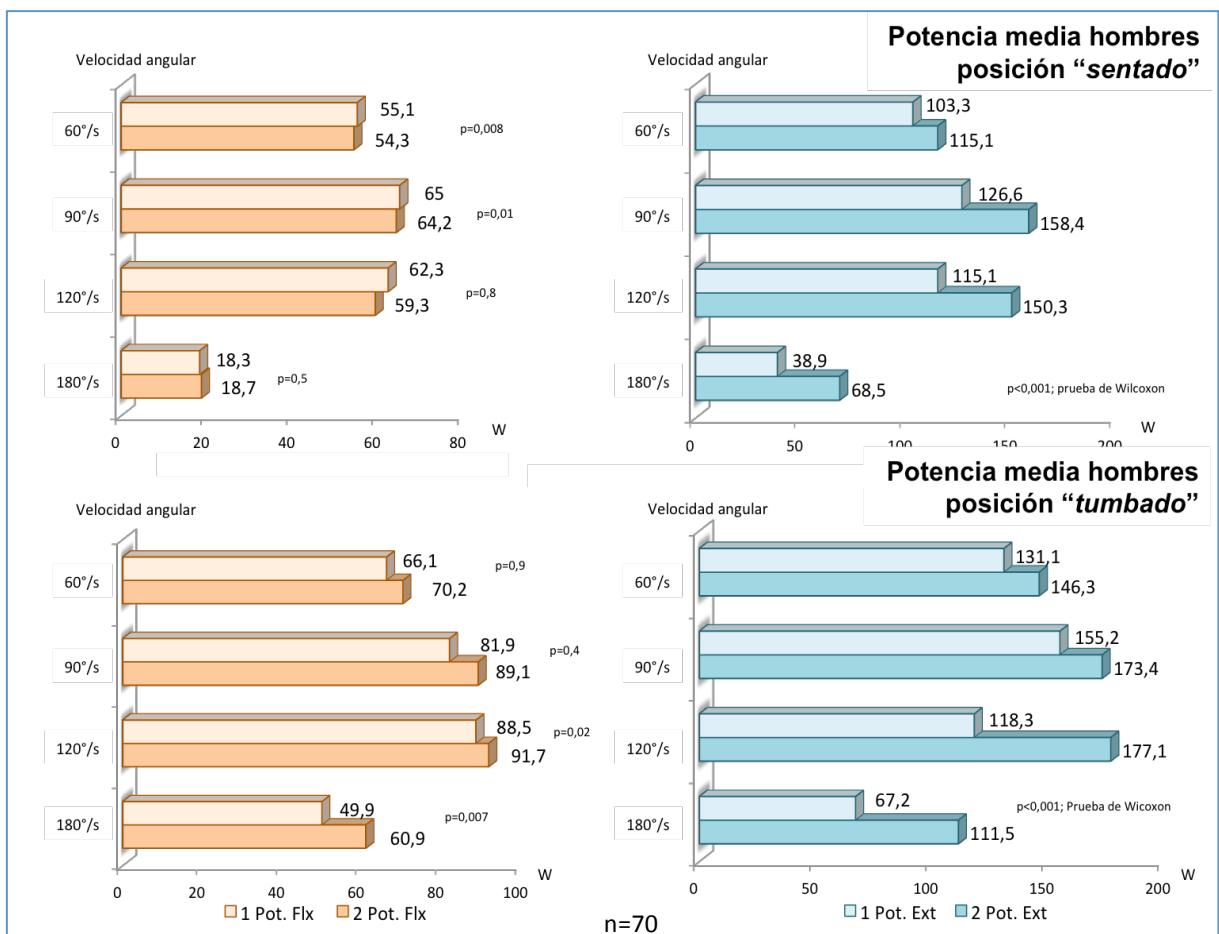 Potencia media hombres
posición “sentado”
Velocidad angular
60°/s
55,1
54,3
p=0,008
90°/s
65
64,2
p=0,01
120°/s
62,3
59,3
p=0,8
180°/s
18,3
18,7
p=0,5
W
0 20 40 60 80
Velocidad angular
60°/s
103,3
115,1
90°/s
126,6
158,4
120°/s
115,1
150,3
180°/s
38,9
68,5
p<0,001; prueba de Wilcoxon
W
0 50 100 150 200
Potencia media hombres
posición “tumbado”
Velocidad angular
60°/s
66,1
70,2
p=0,9
90°/s
81,9
89,1
p=0,4
120°/s
88,5
91,7
p=0,02
180°/s
49,9
60,9
p=0,007
W
0 20 40 60 80 100
1 Pot. Flx 2 Pot. Flx
Velocidad angular
60°/s
131,1
146,3
90°/s
155,2
173,4
120°/s
118,3
177,1
180°/s
67,2
111,5
p<0,001; Prueba de Wicoxon
0 50 100 150 200
W
1 Pot. Ext 2 Pot. Ext
n=70